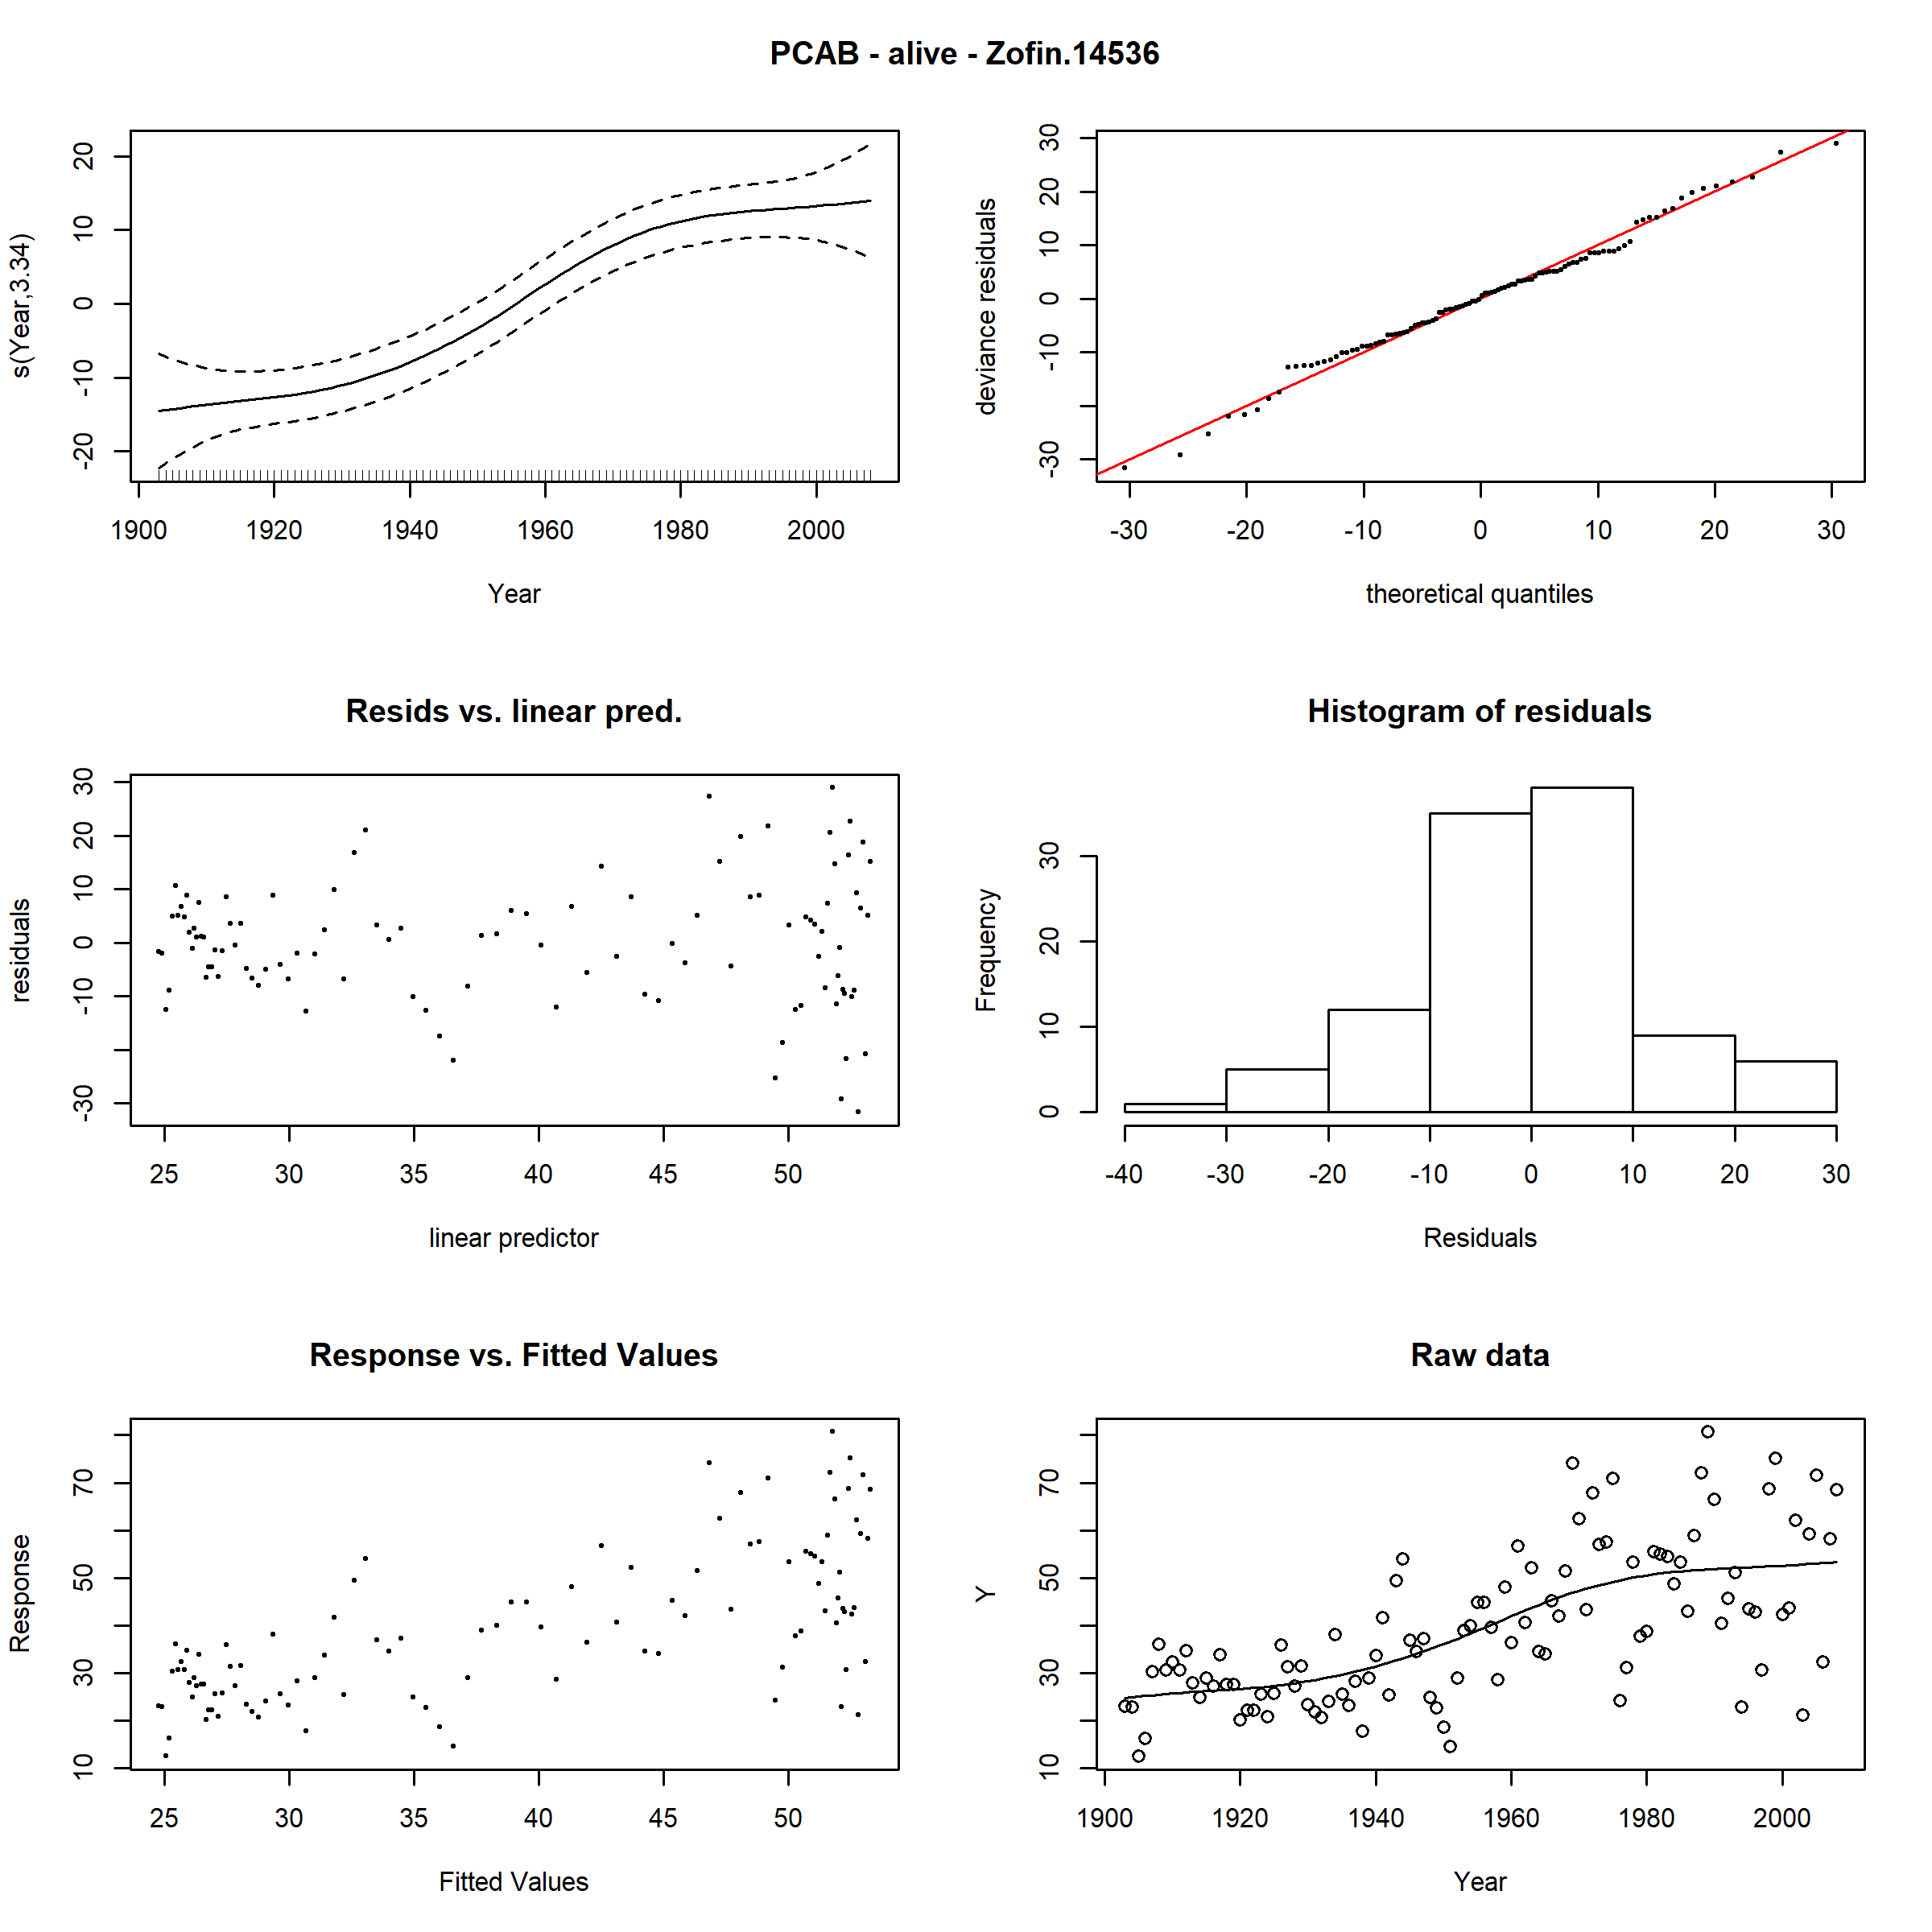 PCAB - alive - Zofin.14536
s(Year,3.34)
-20 -10 0 10 20
1900 1920 1940 1960 1980 2000
Year
deviance residuals
-30 -10 0 10 20 30
-30 -20 -10 0 10 20 30
theoretical quantiles
Resids vs. linear pred.
residuals
-30 -10 0 10 20 30
25 30 35 40 45 50
linear predictor
Histogram of residuals
Frequency
0 10 20 30
-40 -30 -20 -10 0 10 20 30
Residuals
Response vs. Fitted Values
Response
10 30 50 70
25 30 35 40 45 50
Fitted Values
Raw data
Y
10 30 50 70
1900 1920 1940 1960 1980 2000
Year